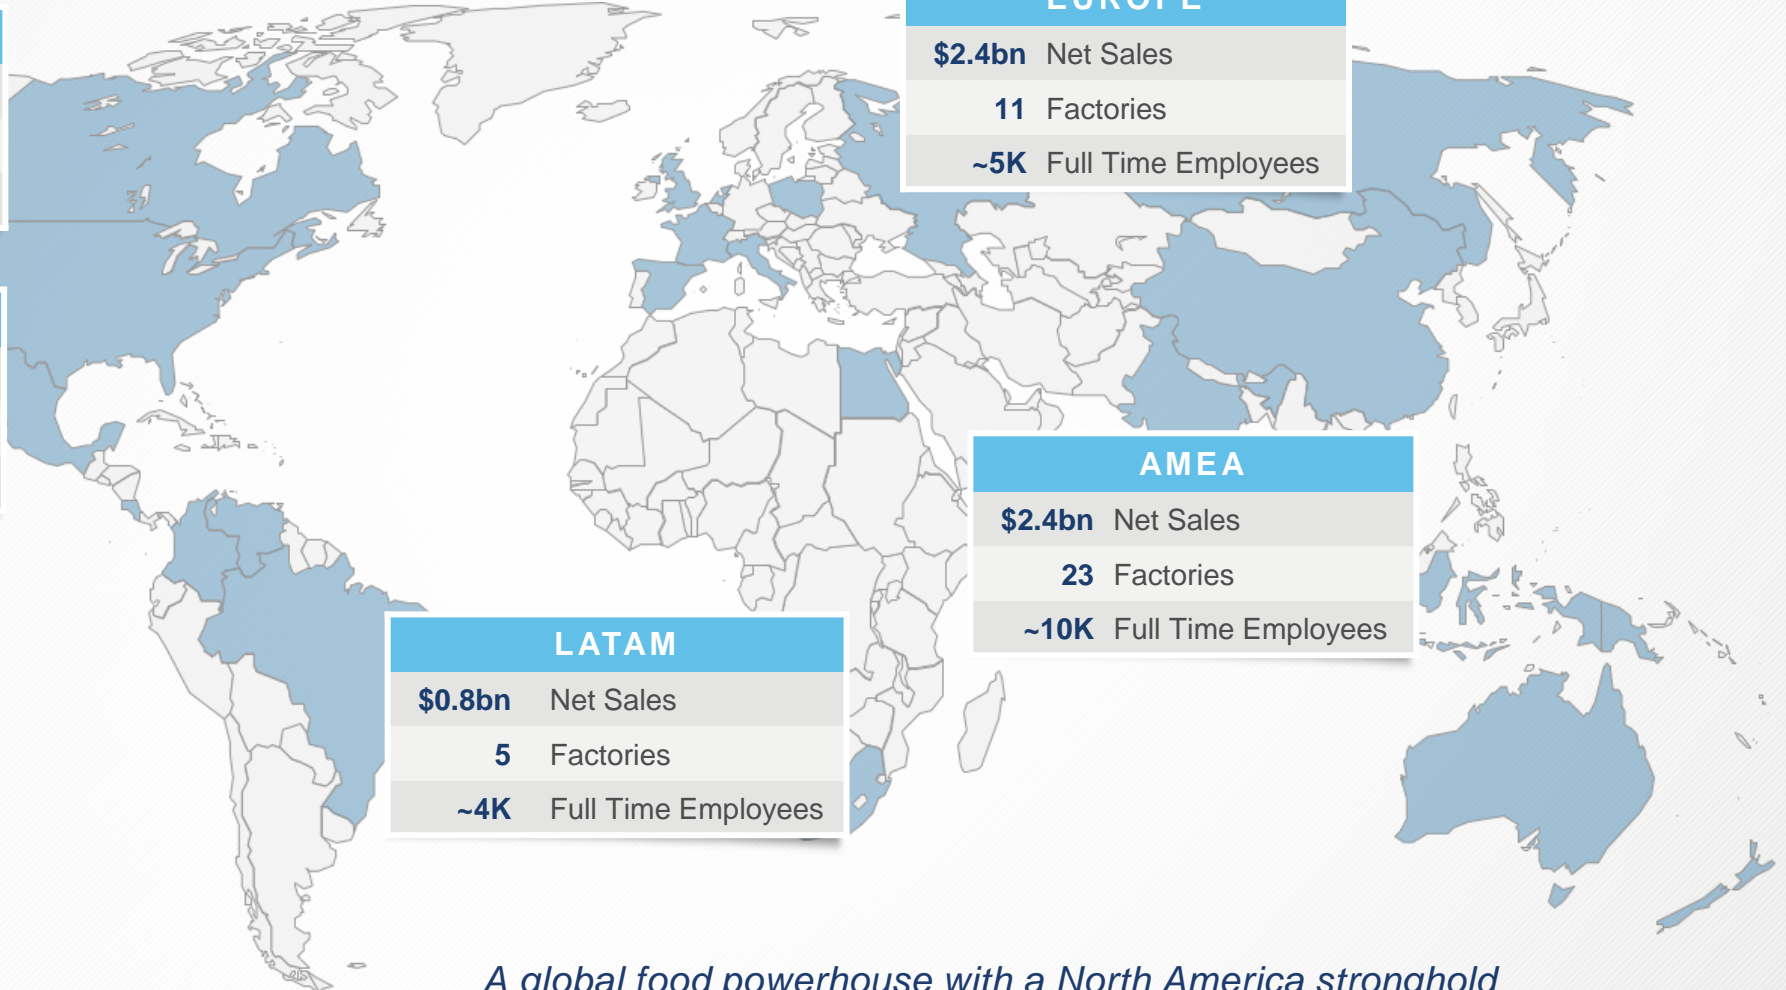 EUROPE
$2.4bn Net Sales
11 Factories
~5K Full Time Employees
AMEA
$2.4bn Net Sales
23 Factories
~10K Full Time Employees
LATAM
$0.8bn Net Sales
5 Factories
~4K Full Time Employees
A global food powerhouse with a North America stronghold